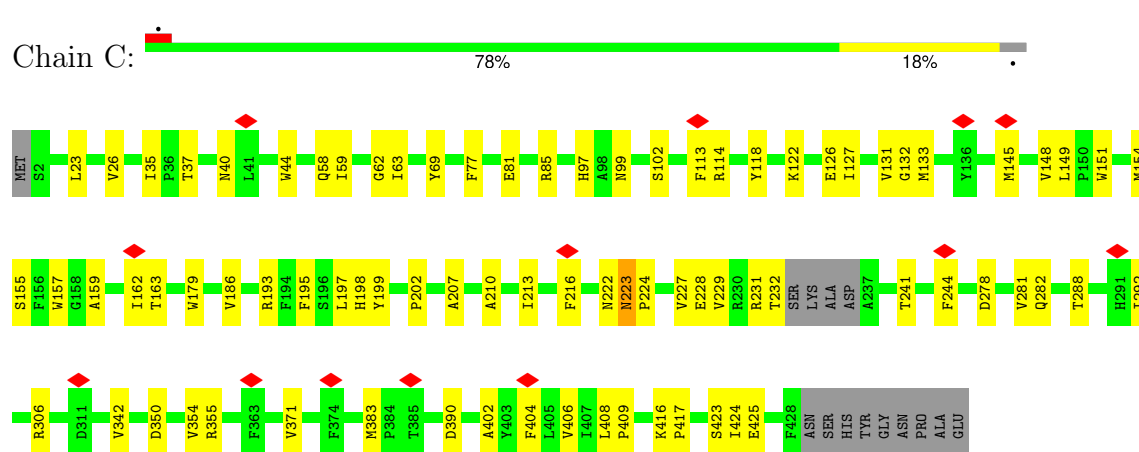 Chain C:
78%
18%
MET S2 L23 V26 I35 P36 T37 N40 L41 W44 Q58 I59 G62 I63 Y69 F77 E81 R85 H97 A98 N99 S102 F113 R114 Y118 K122 E126 I127 V131 G132 M133 Y136 M145 V148 L149 P150 W151 M154
S155 F156 W157 G158 A159 I162 T163 W179 V186 R193 F194 F195 S196 L197 H198 Y199 P202 A207 A210 I213 F216 N222 N223 P224 V227 E228 V229 R230 R231 T232 SER LYS ALA ASP A237 T241 F244 D278 V281 Q282 T288 H291
R306 D311 V342 D350 V354 R355 F363 V371 F374 M383 P384 T385 D390 A402 Y403 F404 L405 V406 I407 L408 P409 K416 P417 S423 I424 E425 F428 ASN SER HIS TYR GLY ASN PRO ALA GLU